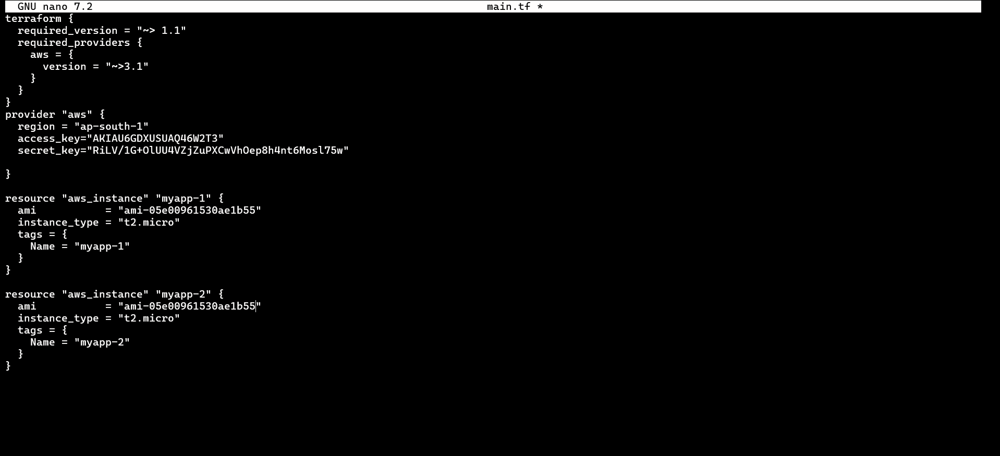 GNU nano 7.2 main.tf *
terraform {
  required_version = "~> 1.1"
  required_providers {
    aws = {
      version = "~>3.1"
    }
  }
}
provider "aws" {
  region = "ap-south-1"
  access_key="AKIAU6GDXUSUAQ46W2T3"
  secret_key="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"

}

resource "aws_instance" "myapp-1" {
  ami           = "ami-05e00961530ae1b55"
  instance_type = "t2.micro"
  tags = {
    Name = "myapp-1"
  }
}

resource "aws_instance" "myapp-2" {
  ami           = "ami-05e00961530ae1b55"
  instance_type = "t2.micro"
  tags = {
    Name = "myapp-2"
  }
}